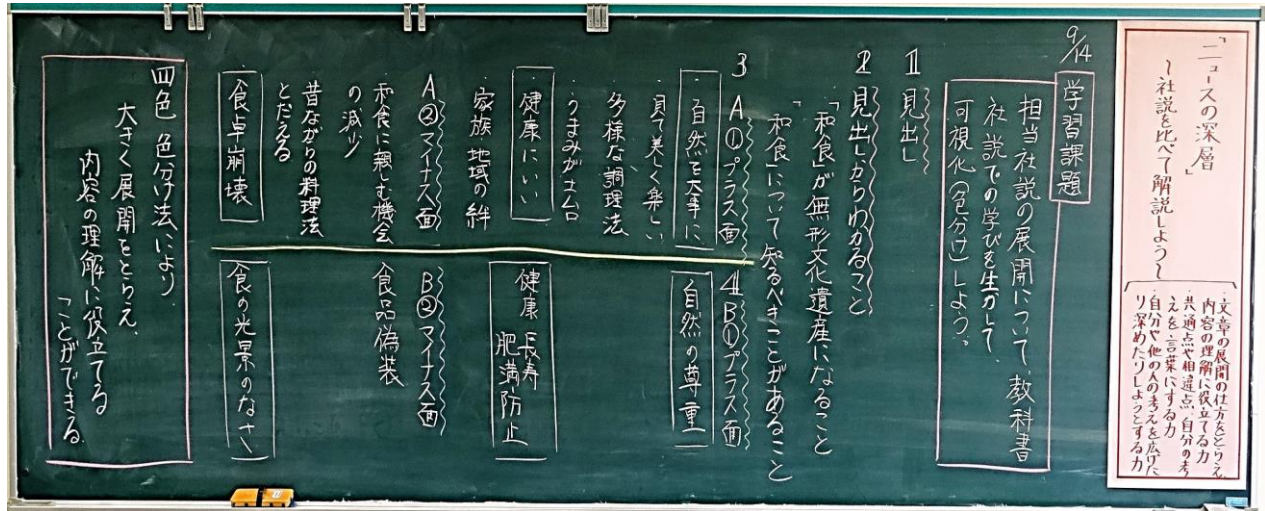 「ニュースの深層」
〜社説を比べて解説しよう〜
・文章の展開の仕方をとらえ、
内容の理解に役立てる力
・共通点や相違点、自分の考
えを言葉にする力
・自分や他の人の考えを広げた
り深めたりしようとする力
9/14
学習課題
担当社説の展開について、教科書
社説での学びを生かして、
可視化(色分け)しよう。
1 見出し
2 見出しからわかること
「和食」が無形文化遺産になること
「和食」について知るべきことがあること
3 A①プラス面
・自然を大事に
見て美しく楽しい
多様な調理法
・うまみが十八
健康にいい
・家族 地域の絆
A②マイナス面
和食に親む機会
の減少
昔ながらの料理法
とだえる
食卓崩壊
4 B①プラス面
自然の尊重
健康 長寿
肥満防止
B②マイナス面
食品偽装
食の光景のなさ
四色 色分け法により、
大きく展開をとらえ、
内容の理解に役立てる
ことができる。